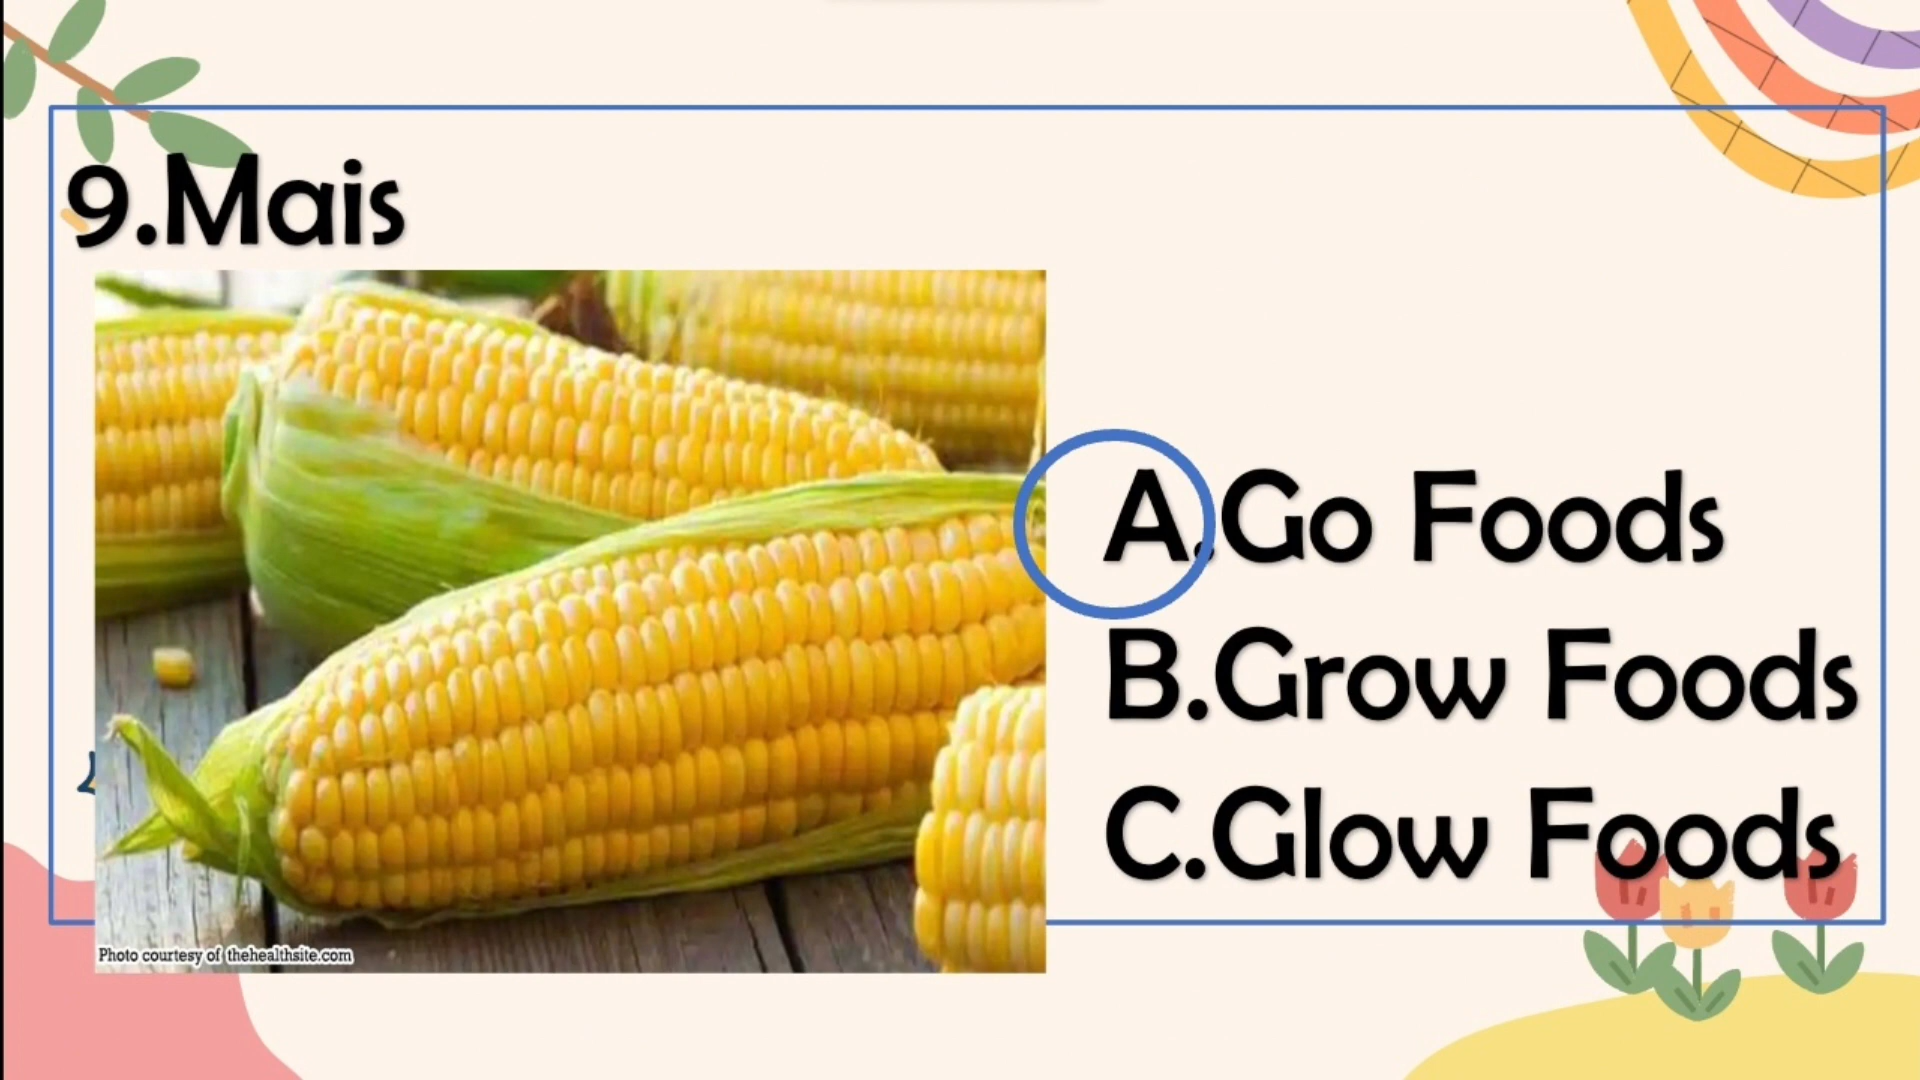 9.Mais
A.Go Foods
B.Grow Foods
C.Glow Foods
Photo courtesy of thehealthsite.com